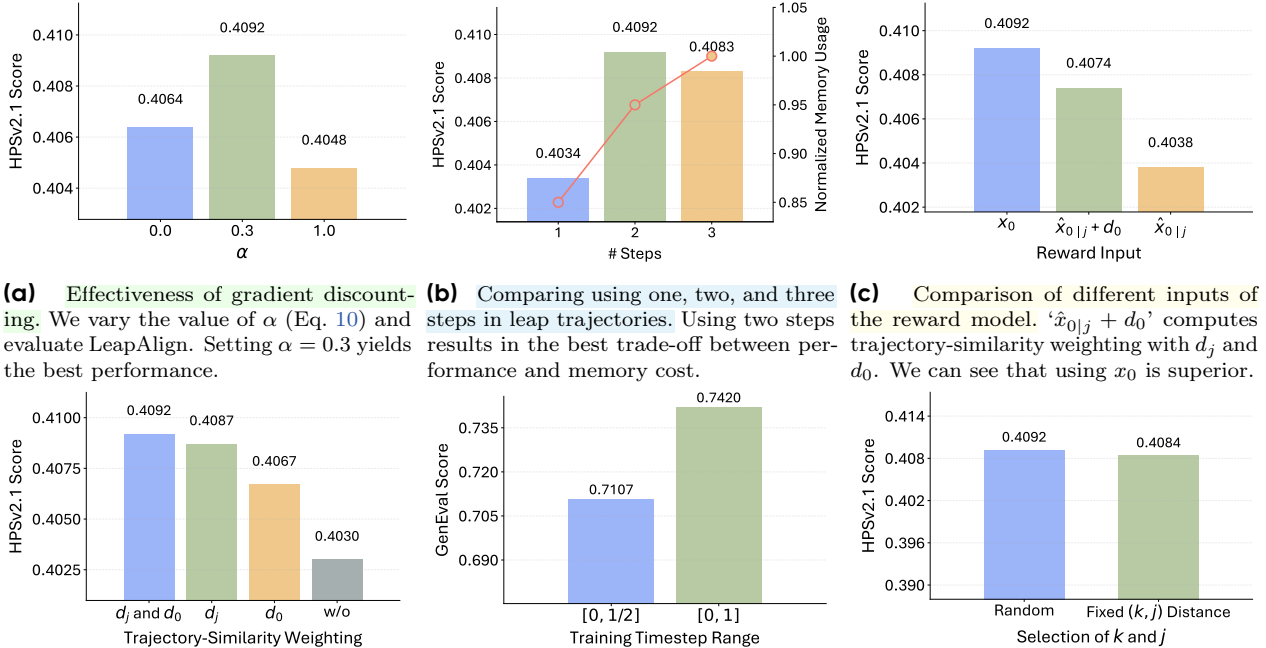 0.4092
0.4064
0.4048
0.410
0.408
0.406
0.404
HPSv2.1 Score
0.0
0.3
1.0
α
0.4092
0.4083
0.4034
0.410
0.408
0.406
0.404
0.402
HPSv2.1 Score
1.05
1.00
0.95
0.90
0.85
Normalized Memory Usage
1
2
3
# Steps
0.4092
0.4074
0.4038
0.410
0.408
0.406
0.404
0.402
HPSv2.1 Score
x₀
x̂₀|ⱼ + d₀
x̂₀|ⱼ
Reward Input
(a) Effectiveness of gradient discount-
ing. We vary the value of α (Eq. 10) and
evaluate LeapAlign. Setting α = 0.3 yields
the best performance.
(b) Comparing using one, two, and three
steps in leap trajectories. Using two steps
results in the best trade-off between per-
formance and memory cost.
(c) Comparison of different inputs of
the reward model. ‘x̂₀|ⱼ + d₀’ computes
trajectory-similarity weighting with dⱼ and
d₀. We can see that using x₀ is superior.
0.4092
0.4087
0.4067
0.4030
0.4100
0.4075
0.4050
0.4025
HPSv2.1 Score
dⱼ and d₀
dⱼ
d₀
w/o
Trajectory-Similarity Weighting
0.7420
0.7107
0.735
0.720
0.705
0.690
GenEval Score
[0, 1/2]
[0, 1]
Training Timestep Range
0.4092
0.4084
0.414
0.408
0.402
0.396
0.390
HPSv2.1 Score
Random
Fixed (k, j) Distance
Selection of k and j